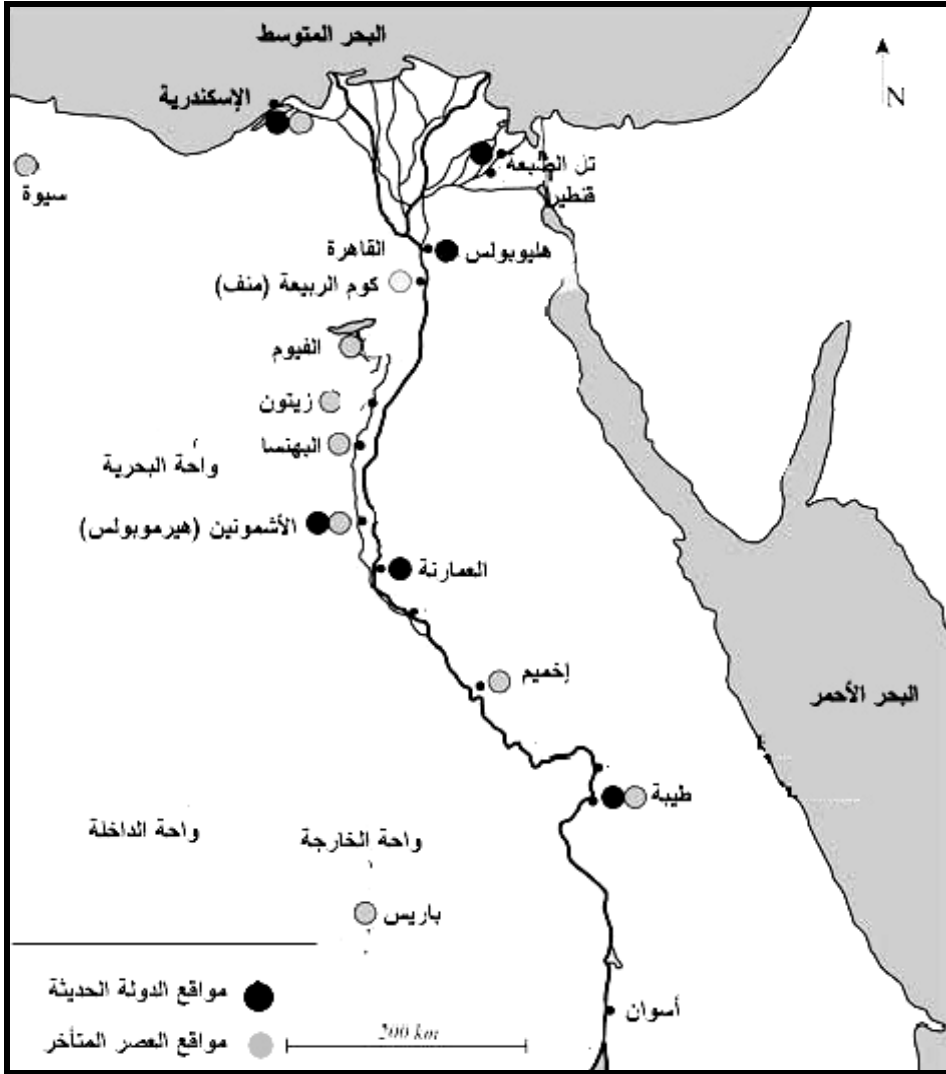 البحر المتوسط
الإسكندرية
N
تل الضبعة
قنطير
سيوة
القاهرة
هليوبولس
كوم الربيعة (منف)
الفيوم
زيتون
البهنسا
واحة البحرية
الأشمونين (هيرموبولس)
العمارنة
إخميم
البحر الأحمر
طيبة
واحة الداخلة
واحة الخارجة
باريس
مواقع الدولة الحديثة
أسوان
مواقع العصر المتأخر
200 km